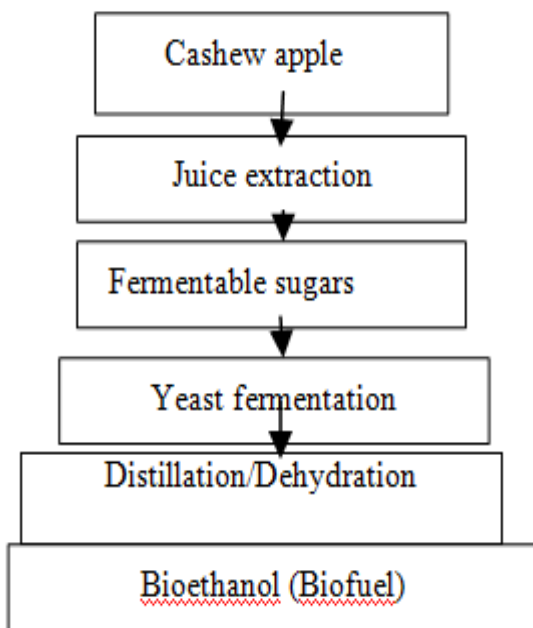 Cashew apple
Juice extraction
Fermentable sugars
Yeast fermentation
Distillation/Dehydration
Bioethanol (Biofuel)